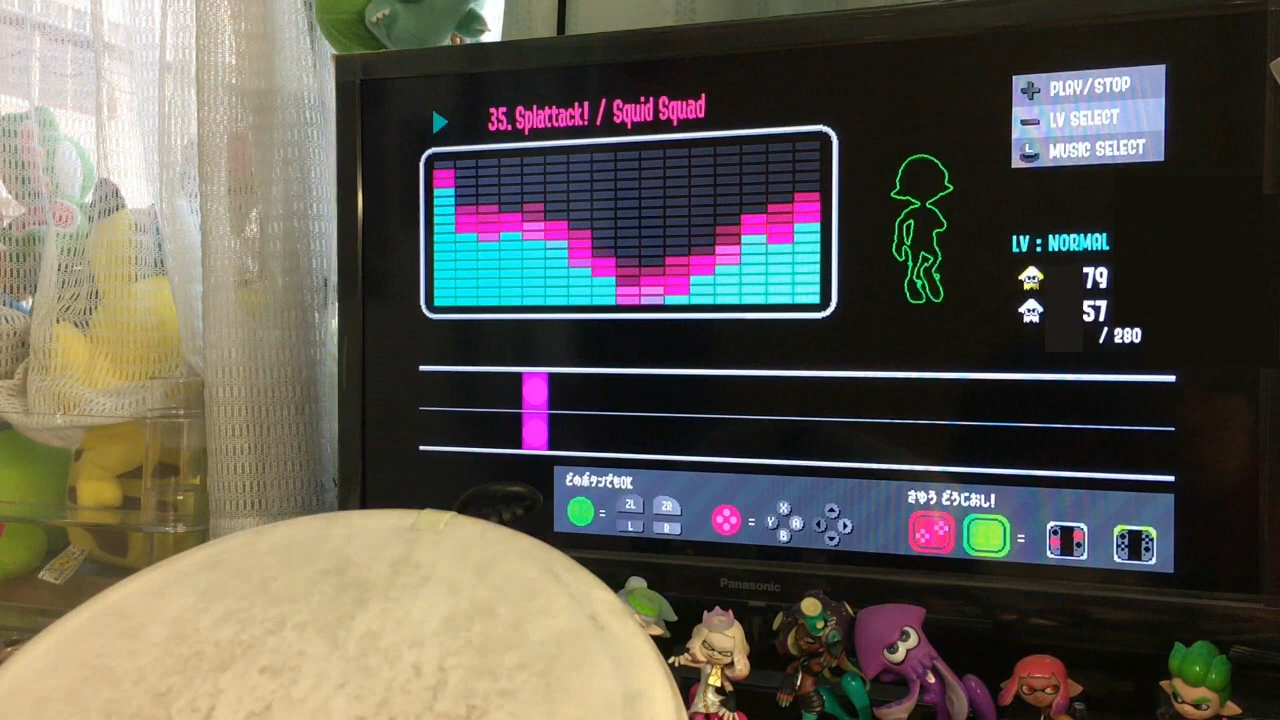 35. Splattack! / Squid Squad
PLAY/STOP
LV SELECT
L MUSIC SELECT
LV : NORMAL
79
57
/ 280
どのボタンでもOK
さゆう どうじおし!
= 2L 2R
L R
= X Y A B
=
Panasonic